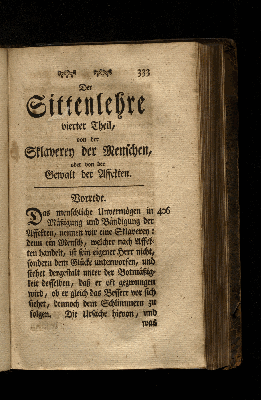 333
Der
Sittenlehre
vierter Theil,
von der
Sklaverey der Menschen,
oder von der
Gewalt der Affekten.
Vorrede.
Das menschliche Unvermögen in 406
Mäßigung und Bändigung der
Affekten, nennen wir eine Sklaverey:
denn ein Mensch, welcher nach Affek-
ten handelt, ist sein eigener Herr nicht,
sondern dem Glücke unterworfen, und
stehet dergestalt unter der Botmäßig-
keit desselben, daß er oft gezwungen
wird, ob er gleich das Bessere vor sich
siehet, dennoch dem Schlimmern zu
folgen. Die Ursache hievon, und
was